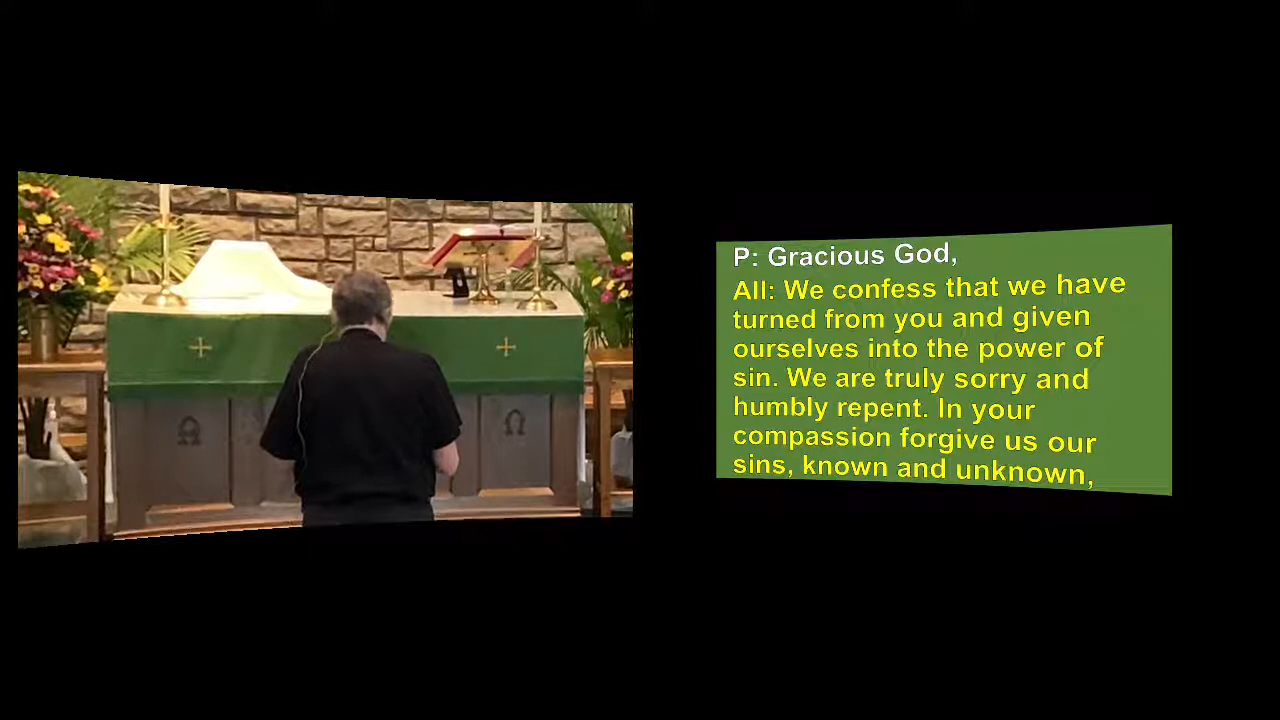 P: Gracious God,
All: We confess that we have
turned from you and given
ourselves into the power of
sin. We are truly sorry and
humbly repent. In your
compassion forgive us our
sins, known and unknown,